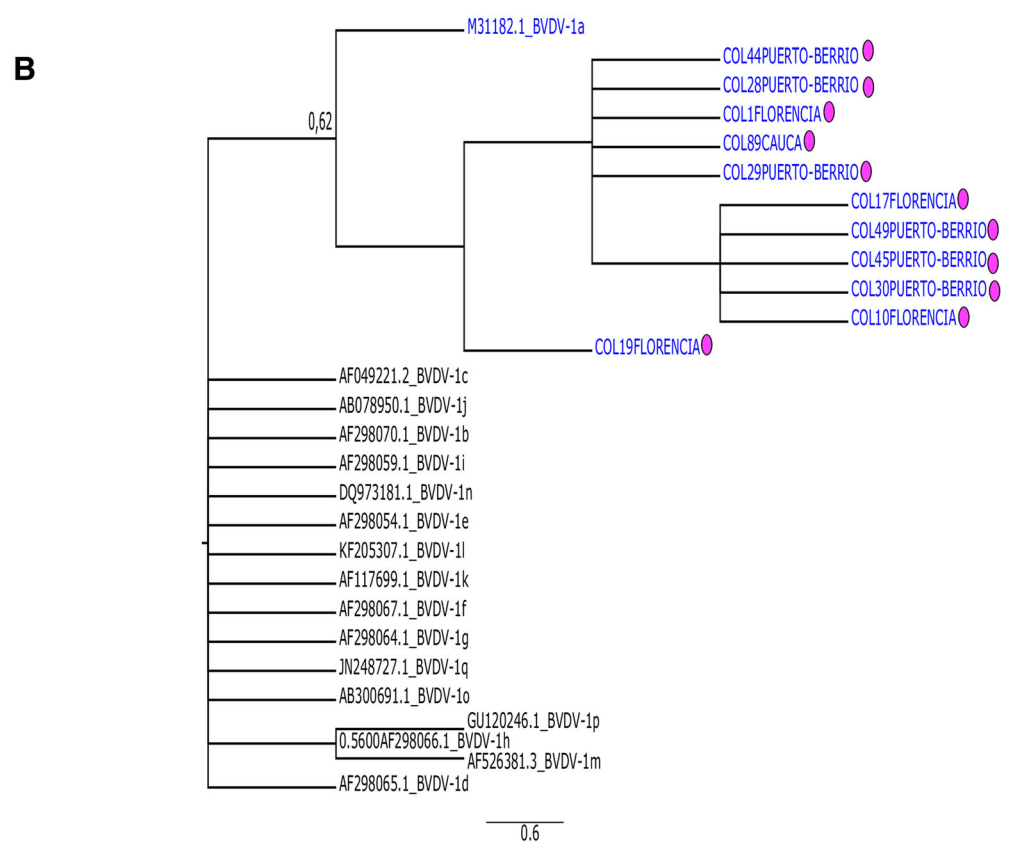 B
M31182.1_BVDV-1a
COL44PUERTO-BERRIO
COL28PUERTO-BERRIO
0,62
COL1FLORENCIA
COL89CAUCA
COL29PUERTO-BERRIO
COL17FLORENCIA
COL49PUERTO-BERRIO
COL45PUERTO-BERRIO
COL30PUERTO-BERRIO
COL10FLORENCIA
COL19FLORENCIA
AF049221.2_BVDV-1c
AB078950.1_BVDV-1j
AF298070.1_BVDV-1b
AF298059.1_BVDV-1i
DQ973181.1_BVDV-1n
AF298054.1_BVDV-1e
KF205307.1_BVDV-1l
AF117699.1_BVDV-1k
AF298067.1_BVDV-1f
AF298064.1_BVDV-1g
JN248727.1_BVDV-1q
AB300691.1_BVDV-1o
GU120246.1_BVDV-1p
0.5600AF298066.1_BVDV-1h
AF526381.3_BVDV-1m
AF298065.1_BVDV-1d
0.6